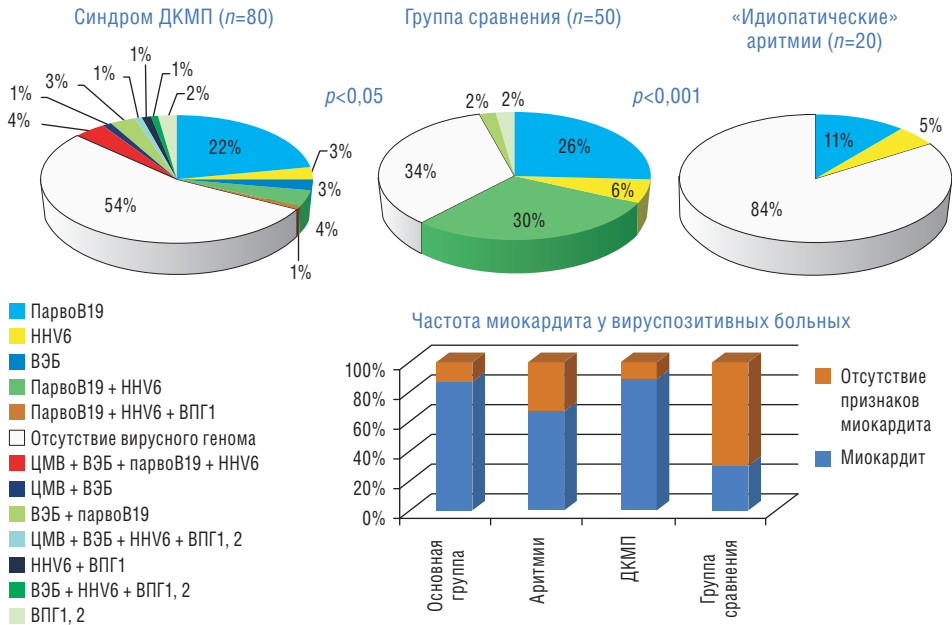 Синдром ДКМП (n=80)
22%
3%
3%
4%
1%
54%
4%
1%
3%
1%
1%
1%
2%
p<0,05
Группа сравнения (n=50)
26%
6%
30%
34%
2%
2%
p<0,001
«Идиопатические»
аритмии (n=20)
11%
5%
84%
ПарвоВ19
HHV6
ВЭБ
ПарвоВ19 + HHV6
ПарвоВ19 + HHV6 + ВПГ1
Отсутствие вирусного генома
ЦМВ + ВЭБ + парвоВ19 + HHV6
ЦМВ + ВЭБ
ВЭБ + парвоВ19
ЦМВ + ВЭБ + HHV6 + ВПГ1, 2
HHV6 + ВПГ1
ВЭБ + HHV6 + ВПГ1, 2
ВПГ1, 2
Частота миокардита у вируспозитивных больных
100%
80%
60%
40%
20%
0%
Основная
группа
Аритмии
ДКМП
Группа
сравнения
Отсутствие
признаков
миокардита
Миокардит